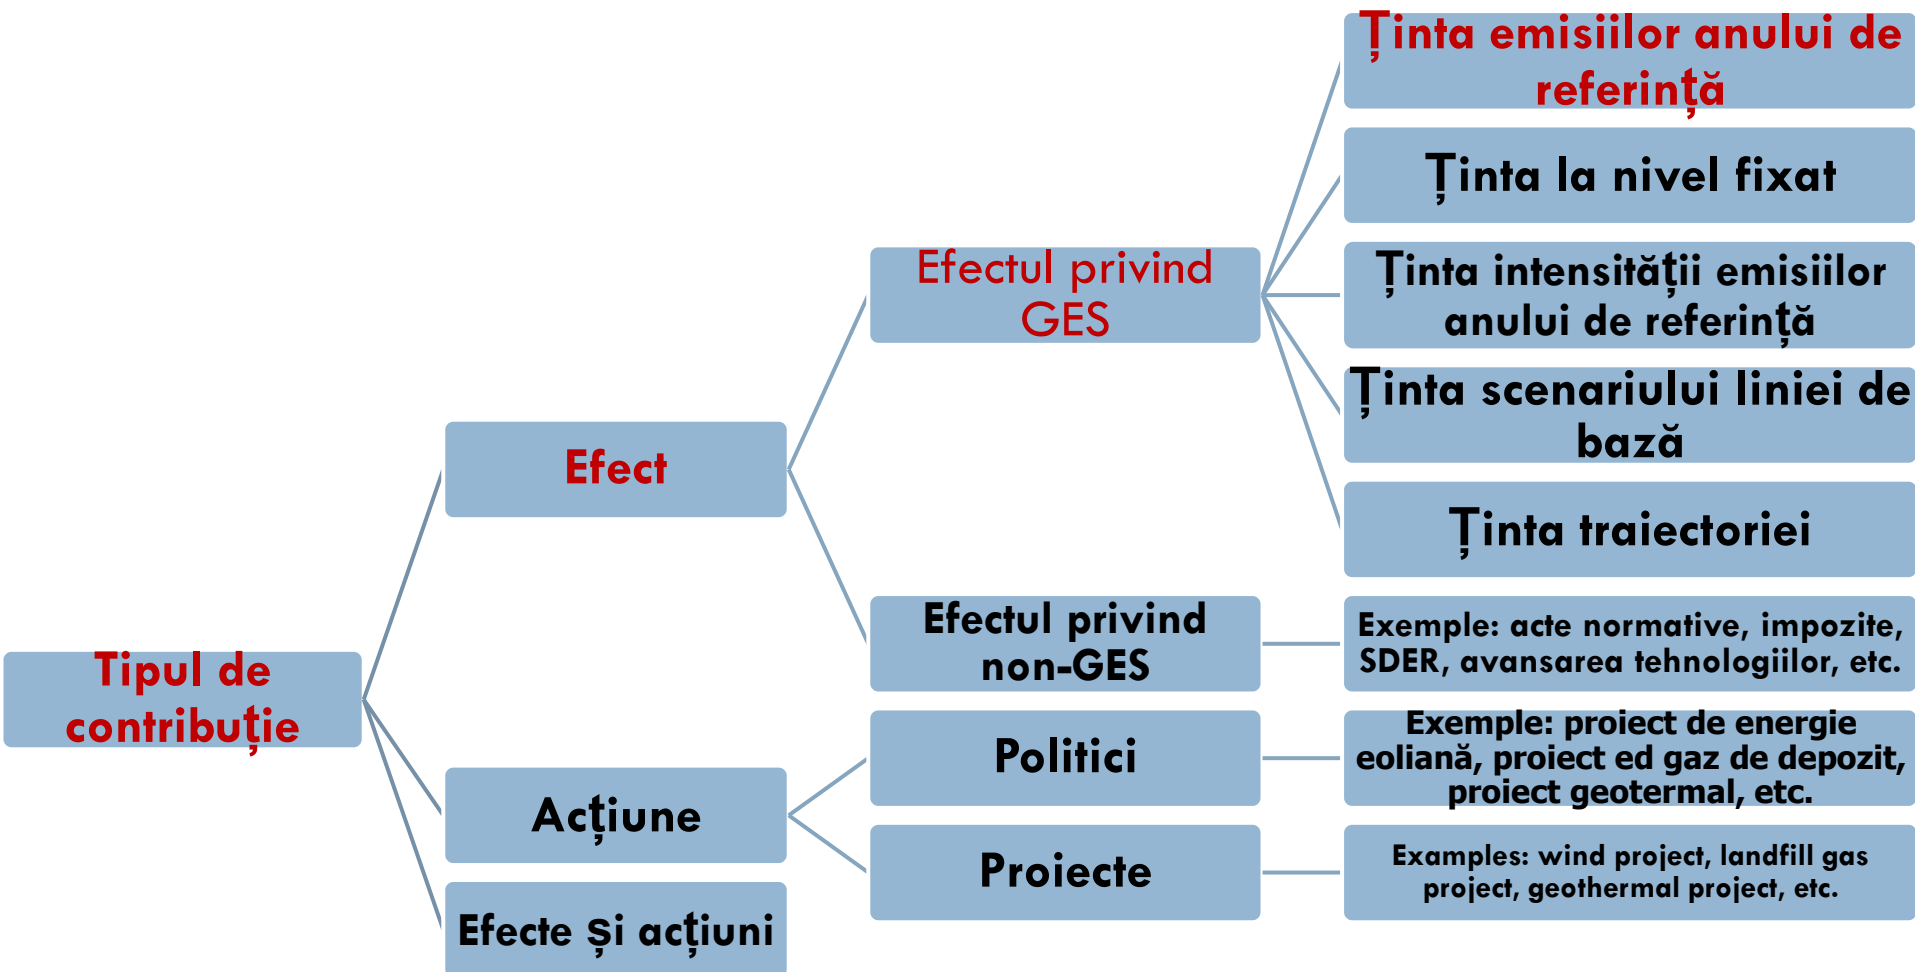 Ținta emisiilor anului de
referință
Ținta la nivel fixat
Efectul privind
GES
Ținta intensității emisiilor
anului de referință
Ținta scenariului liniei de
bază
Efect
Ținta traiectoriei
Efectul privind
non-GES
Exemple: acte normative, impozite,
SDER, avansarea tehnologiilor, etc.
Tipul de
contribuție
Politici
Exemple: proiect de energie
eoliană, proiect ed gaz de depozit,
proiect geotermal, etc.
Acțiune
Proiecte
Examples: wind project, landfill gas
project, geothermal project, etc.
Efecte și acțiuni